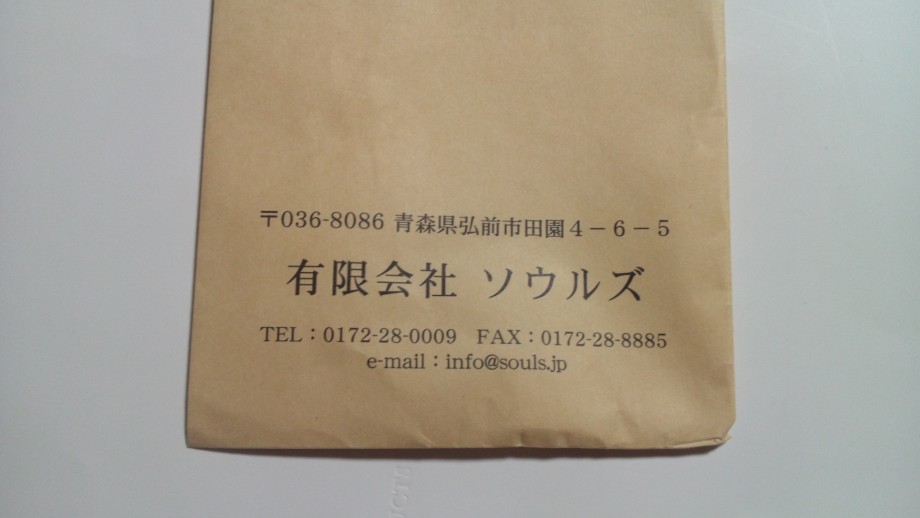 〒036-8086 青森県弘前市田園４－６－５
有限会社 ソウルズ
TEL：0172-28-0009 FAX：0172-28-8885
e-mail：info@souls.jp